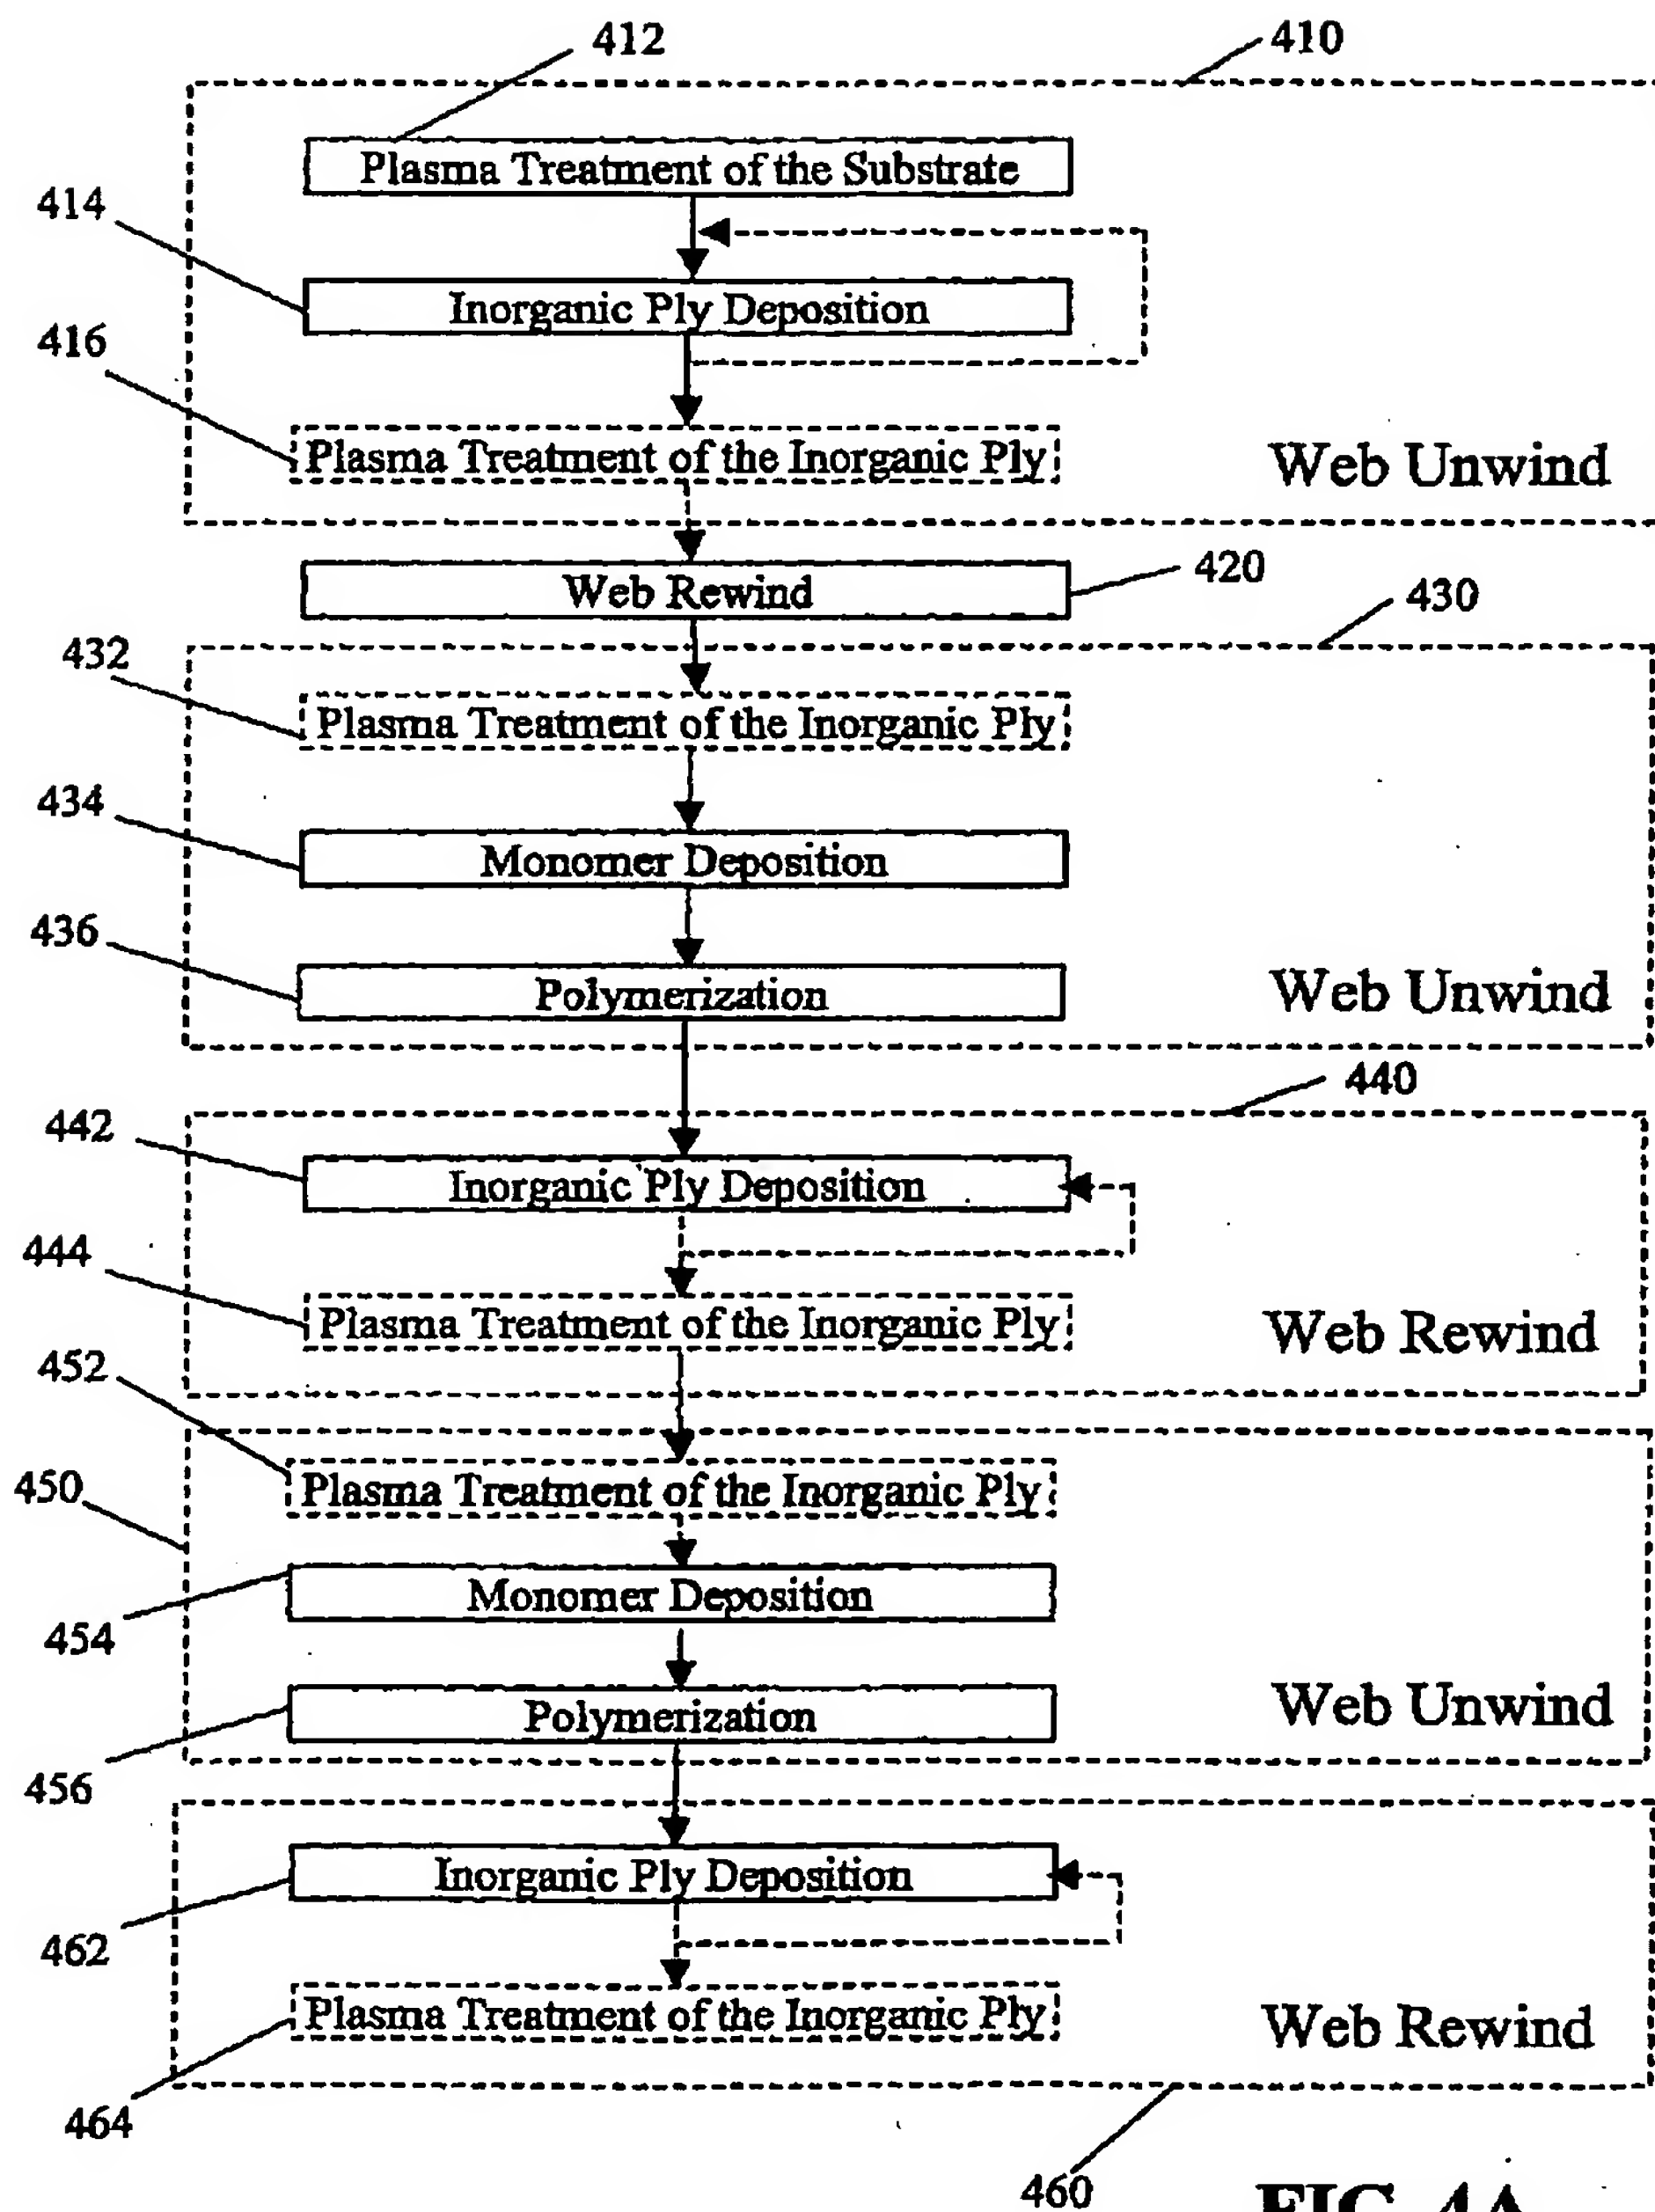 412
410
Plasma Treatment of the Substrate
414
Inorganic Ply Deposition
416
Plasma Treatment of the Inorganic Ply
Web Unwind
Web Rewind
420
430
432
Plasma Treatment of the Inorganic Ply
434
Monomer Deposition
436
Polymerization
Web Unwind
440
442
Inorganic Ply Deposition
444
Plasma Treatment of the Inorganic Ply
Web Rewind
452
Plasma Treatment of the Inorganic Ply
450
Monomer Deposition
454
Polymerization
Web Unwind
456
Inorganic Ply Deposition
462
Plasma Treatment of the Inorganic Ply
Web Rewind
464
460
FIG. 4A